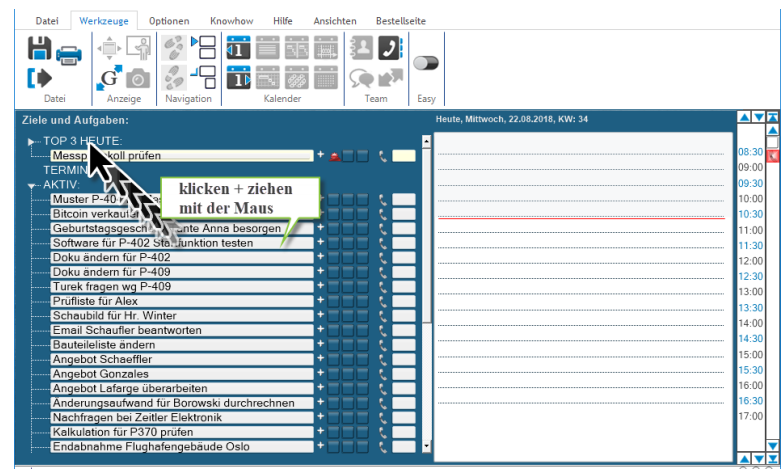 Datei Werkzeuge Optionen Knowhow Hilfe Ansichten Bestellseite
G 1 1
Datei Anzeige Navigation Kalender Team Easy
Ziele und Aufgaben:
Heute, Mittwoch, 22.08.2018, KW: 34
TOP 3 HEUTE:
prüfen
AKTIV:
klicken + ziehen
mit der Maus
Muster P-40
Bitcoin
besorgen
Software für P-402 testen
Doku ändern für P-402
Doku ändern für P-409
Turek fragen wg P-409
Prüfliste für Alex
Schaubild für Hr. Winter
Email Schaufler beantworten
Bauteileliste ändern
Angebot Schaeffler
Angebot Gonzales
Angebot Lafarge überarbeiten
Änderungsaufwand für Borowski durchrechnen
Nachfragen bei Zeitler Elektronik
Kalkulation für P370 prüfen
Endabnahme Flughafengebäude Oslo
08:30
09:00
09:30
10:00
10:30
11:00
11:30
12:00
12:30
13:00
13:30
14:00
14:30
15:00
15:30
16:00
16:30
17:00